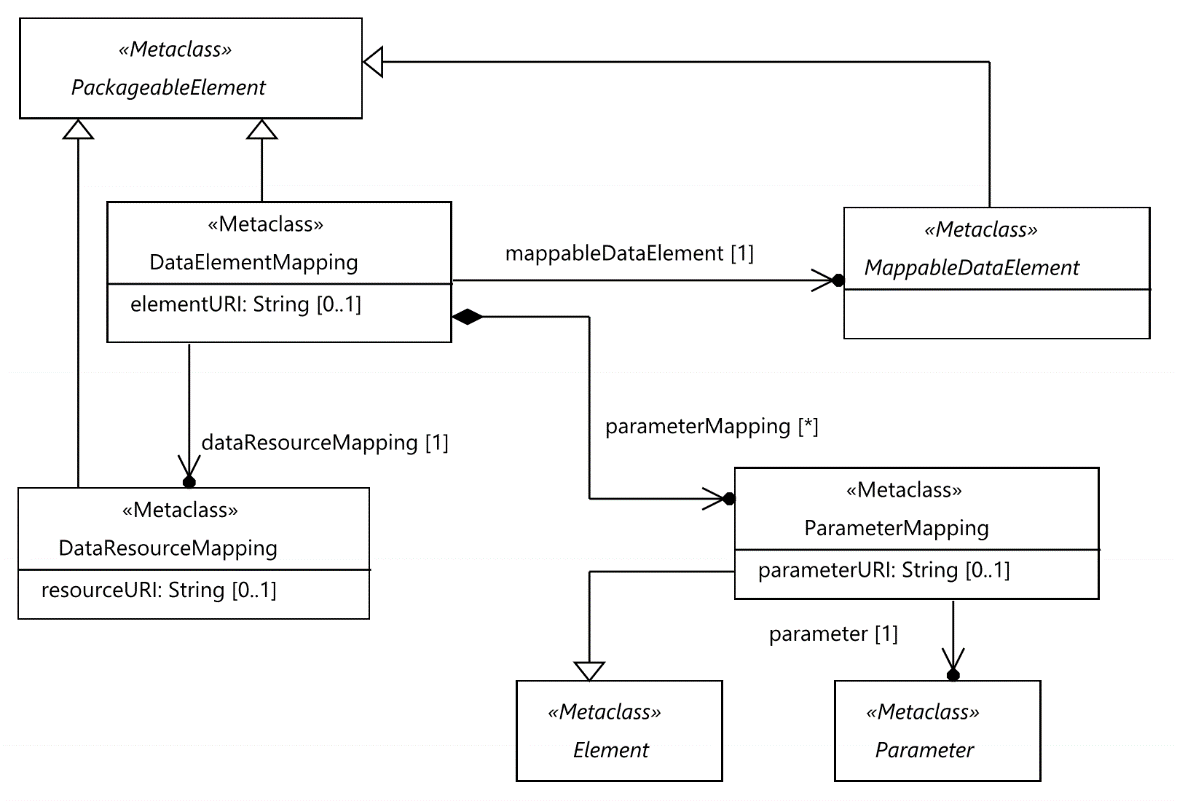 «Metaclass»
PackageableElement
«Metaclass»
DataElementMapping
elementURI: String [0..1]
mappableDataElement [1]
«Metaclass»
MappableDataElement
dataResourceMapping [1]
parameterMapping [*]
«Metaclass»
DataResourceMapping
resourceURI: String [0..1]
«Metaclass»
ParameterMapping
parameterURI: String [0..1]
parameter [1]
«Metaclass»
Element
«Metaclass»
Parameter